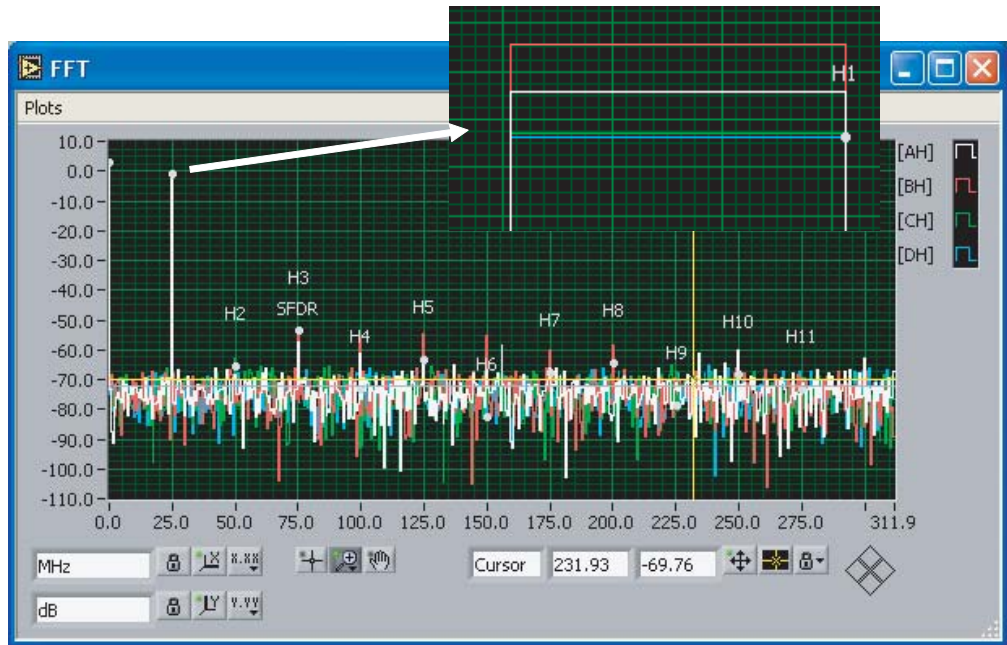 FFT
Plots
H1
10.0
0.0
-10.0
-20.0
-30.0
-40.0
-50.0
-60.0
-70.0
-80.0
-90.0
-100.0
-110.0
H2
H3
SFDR
H4
H5
H6
H7
H8
H9
H10
H11
[AH]
[BH]
[CH]
[DH]
0.0 25.0 50.0 75.0 100.0 125.0 150.0 175.0 200.0 225.0 250.0 275.0 311.9
MHz X X.XX Cursor 231.93 -69.76
dB Y Y.YY